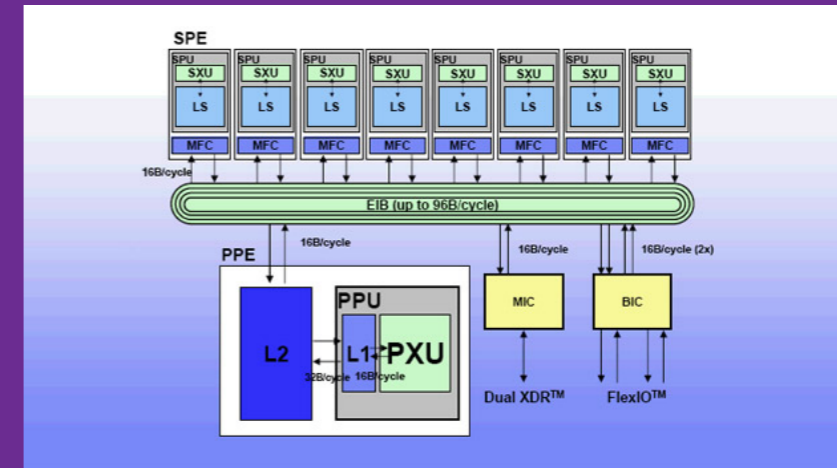 SPE
SPU SPU SPU SPU SPU SPU SPU SPU
SXU SXU SXU SXU SXU SXU SXU SXU
LS LS LS LS LS LS LS LS
MFC MFC MFC MFC MFC MFC MFC MFC
16B/cycle
EIB (up to 96B/cycle)
16B/cycle 16B/cycle 16B/cycle (2x)
PPE
PPU
MIC BIC
L2 L1 PXU
32B/cycle 16B/cycle
Dual XDR™ FlexIO™